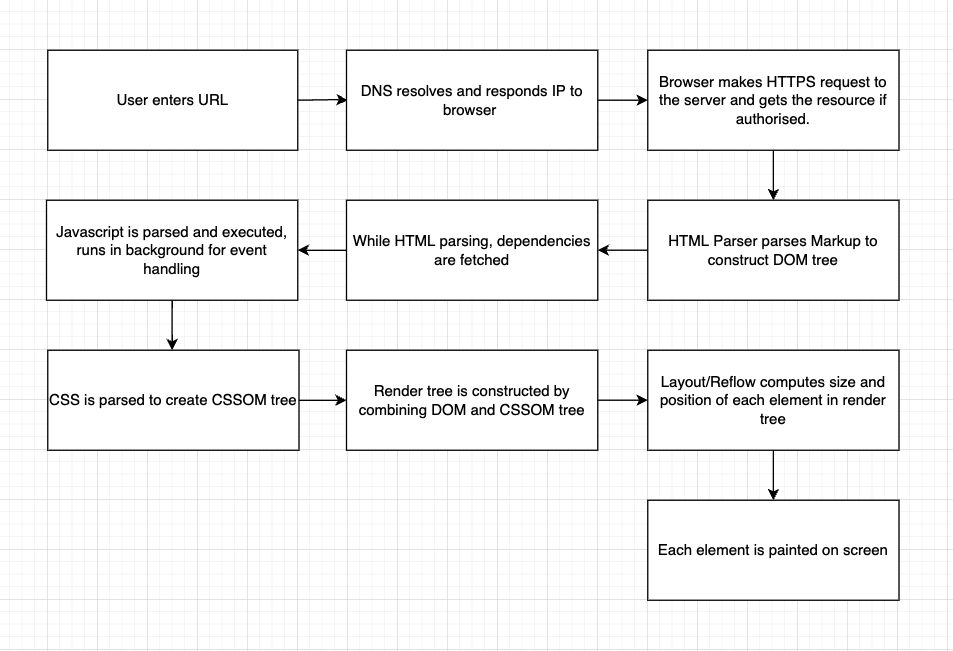 User enters URL
DNS resolves and responds IP to
browser
Browser makes HTTPS request to
the server and gets the resource if
authorised.
HTML Parser parses Markup to
construct DOM tree
While HTML parsing, dependencies
are fetched
Javascript is parsed and executed,
runs in background for event
handling
CSS is parsed to create CSSOM tree
Render tree is constructed by
combining DOM and CSSOM tree
Layout/Reflow computes size and
position of each element in render
tree
Each element is painted on screen